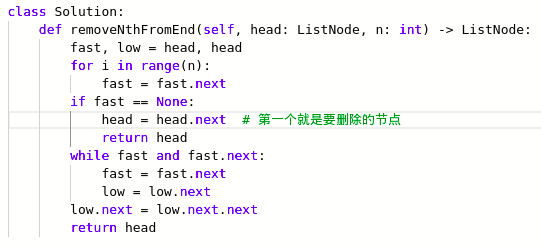 class Solution:
    def removeNthFromEnd(self, head: ListNode, n: int) -> ListNode:
        fast, low = head, head
        for i in range(n):
            fast = fast.next
        if fast == None:
            head = head.next  # 第一个就是要删除的节点
            return head
        while fast and fast.next:
            fast = fast.next
            low = low.next
        low.next = low.next.next
        return head